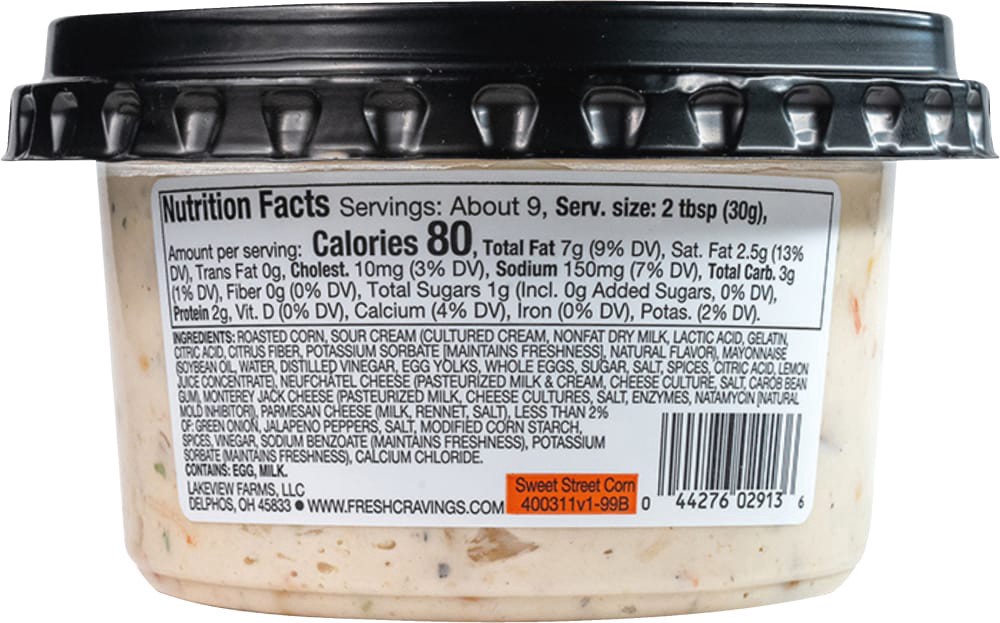 Nutrition Facts Servings: About 9, Serv. size: 2 tbsp (30g),
Amount per serving: Calories 80, Total Fat 7g (9% DV), Sat. Fat 2.5g (13%
DV), Trans Fat 0g, Cholest. 10mg (3% DV), Sodium 150mg (7% DV), Total Carb. 3g
(1% DV), Fiber 0g (0% DV), Total Sugars 1g (Incl. 0g Added Sugars, 0% DV),
Protein 2g, Vit. D (0% DV), Calcium (4% DV), Iron (0% DV), Potas. (2% DV).
INGREDIENTS: ROASTED CORN, SOUR CREAM (CULTURED CREAM, NONFAT DRY MILK, LACTIC ACID, GELATIN,
CITRIC ACID, CITRUS FIBER, POTASSIUM SORBATE [MAINTAINS FRESHNESS], NATURAL FLAVOR), MAYONNAISE
(SOYBEAN OIL, WATER, DISTILLED VINEGAR, EGG YOLKS, WHOLE EGGS, SUGAR, SALT, SPICES, CITRIC ACID, LEMON
JUICE CONCENTRATE), NEUFCHÂTEL CHEESE (PASTEURIZED MILK & CREAM, CHEESE CULTURE, SALT, CAROB BEAN
GUM), MONTEREY JACK CHEESE (PASTEURIZED MILK, CHEESE CULTURES, SALT, ENZYMES, NATAMYCIN [NATURAL
MOLD INHIBITOR]), PARMESAN CHEESE (MILK, RENNET, SALT), LESS THAN 2%
OF: GREEN ONION, JALAPENO PEPPERS, SALT, MODIFIED CORN STARCH,
SPICES, VINEGAR, SODIUM BENZOATE (MAINTAINS FRESHNESS), POTASSIUM
SORBATE (MAINTAINS FRESHNESS), CALCIUM CHLORIDE.
CONTAINS: EGG, MILK.
LAKEVIEW FARMS, LLC
DELPHOS, OH 45833 ● WWW.FRESHCRAVINGS.COM
Sweet Street Corn
400311v1-99B
0 44276 02913 6